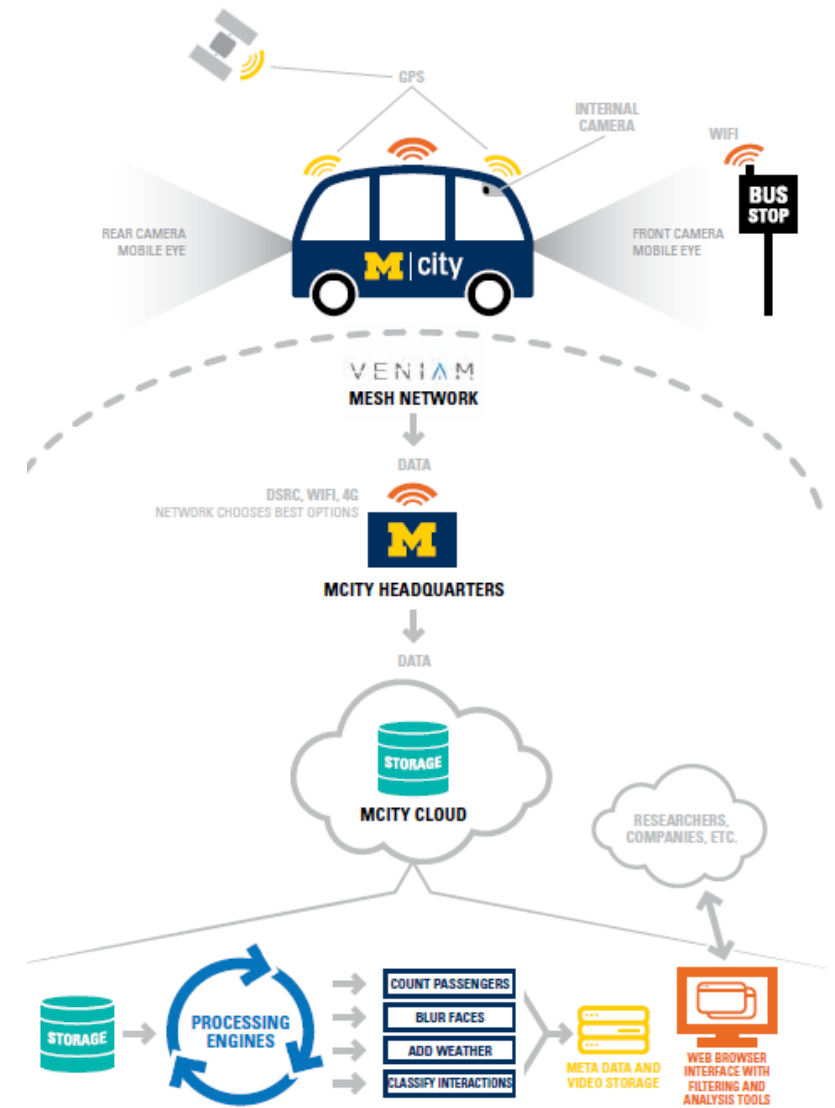 GPS
INTERNAL
CAMERA
WIFI
BUS
STOP
REAR CAMERA
MOBILE EYE
FRONT CAMERA
MOBILE EYE
M | city
VENIAM
MESH NETWORK
DATA
DSRC, WIFI, 4G
NETWORK CHOOSES BEST OPTIONS
M
MCITY HEADQUARTERS
DATA
STORAGE
MCITY CLOUD
RESEARCHERS,
COMPANIES, ETC.
STORAGE
PROCESSING
ENGINES
COUNT PASSENGERS
BLUR FACES
ADD WEATHER
CLASSIFY INTERACTIONS
META DATA AND
VIDEO STORAGE
WEB BROWSER
INTERFACE WITH
FILTERING AND
ANALYSIS TOOLS